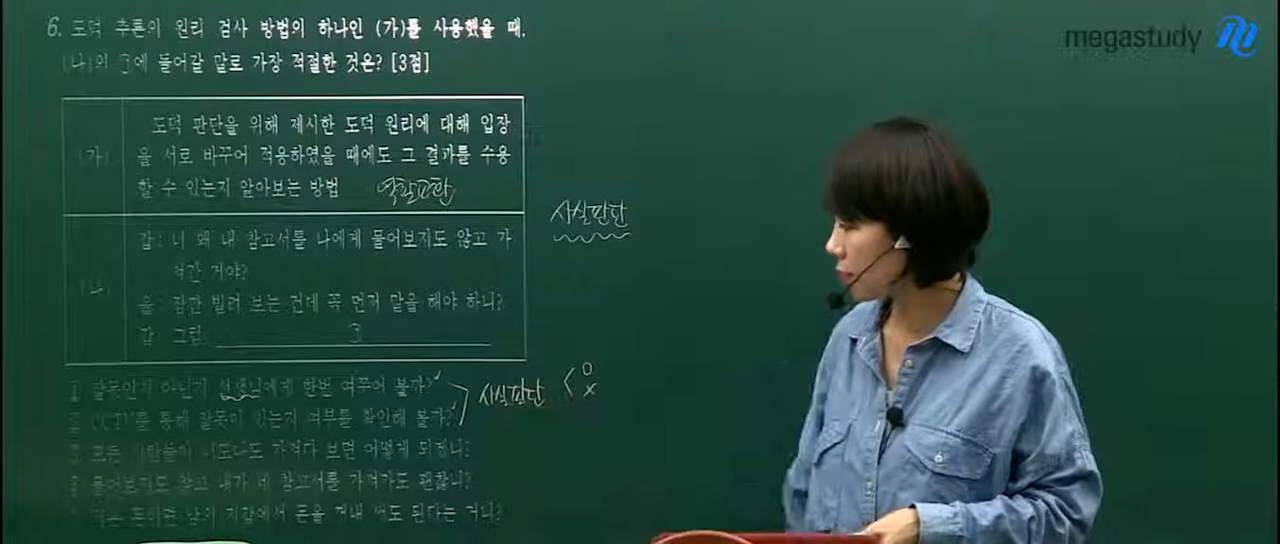 megastudy
6. 도덕 추론의 원리 검사 방법의 하나인 (가)를 사용했을 때,
(나)의 ㉠에 들어갈 말로 가장 적절한 것은? [3점]
(가)
도덕 판단을 위해 제시한 도덕 원리에 대해 입장
을 서로 바꾸어 적용하였을 때에도 그 결과를 수용
할 수 있는지 알아보는 방법 역할교환
사실판단
(나)
갑: 너 왜 내 참고서를 나에게 물어보지도 않고 가
져간 거야?
을: 잠깐 빌려 보는 건데 꼭 먼저 말을 해야 하니?
갑: 그럼 ㉠
① 잘못인지 아닌지 선생님에게 한번 여쭈어 볼까?
② CCTV를 통해 잘못이 있는지 여부를 확인해 볼까?
사실판단 < O X
③ 모든 사람들이 너도나도 가져다 보면 어떻게 되겠니?
④ 물어보지도 않고 내가 네 참고서를 가져가도 괜찮니?
남의 지갑에서 돈을 꺼내 써도 된다는 거니?